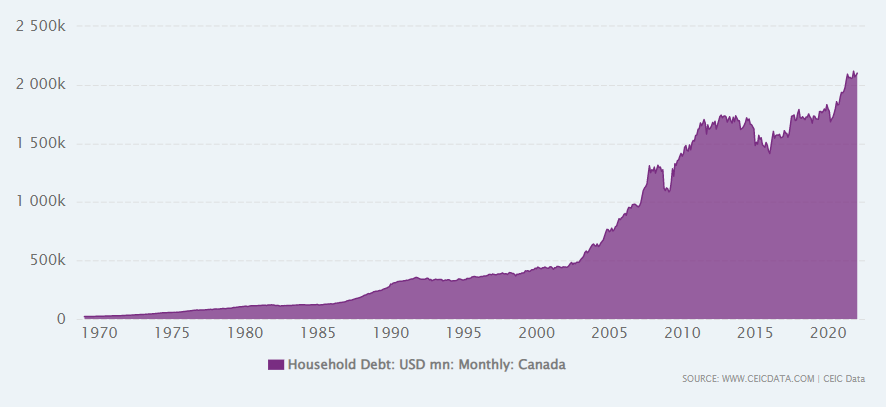 2 500k
2 000k
1 500k
1 000k
500k
0
1970 1975 1980 1985 1990 1995 2000 2005 2010 2015 2020
Household Debt: USD mn: Monthly: Canada
SOURCE: WWW.CEICDATA.COM | CEIC Data